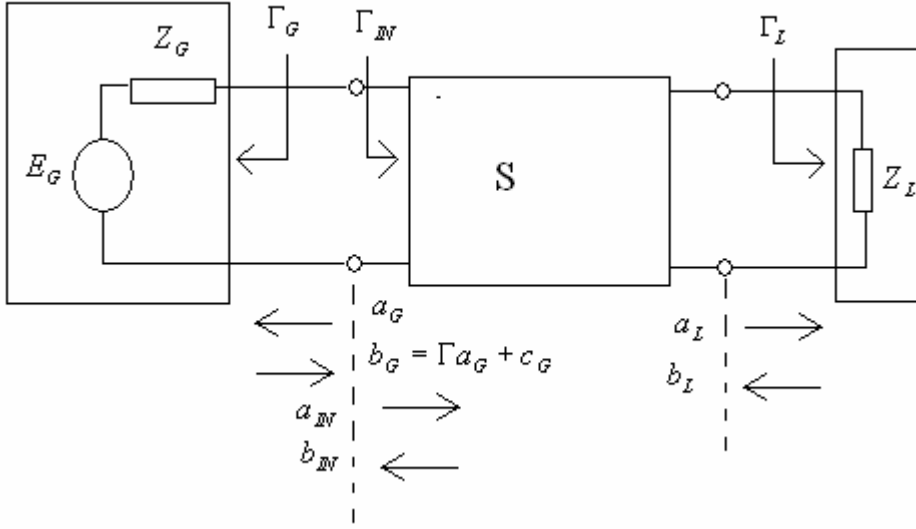 Z_G
Γ_G
Γ_IN
Γ_L
E_G
S
Z_L
a_G
b_G = Γa_G + c_G
a_IN
b_IN
a_L
b_L